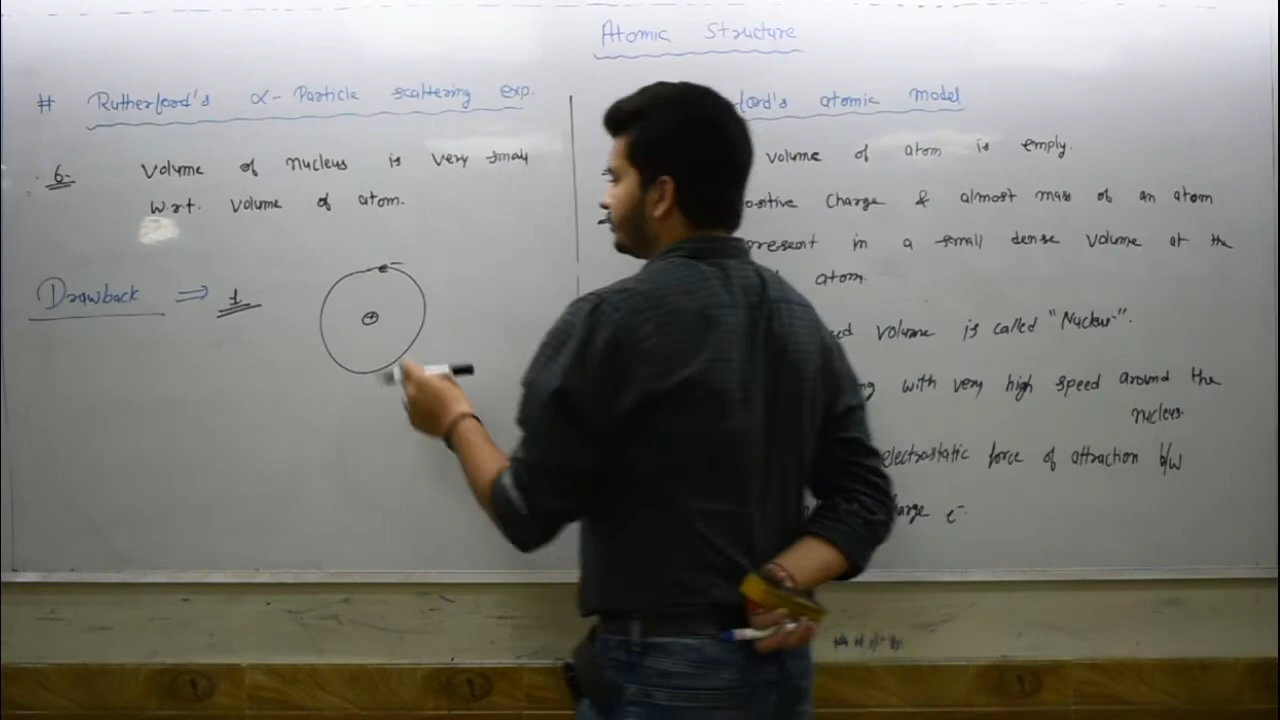 Atomic Structure
# Rutherford's α-Particle scattering exp.
6- Volume of nucleus is very small
w.r.t. volume of atom.
Drawback ⇒ 1
e⁻
+
ford's atomic model
volume of atom is empty.
ositive Charge & almost mass of an atom
present in a small dense volume at the
atom.
volume is called "Nucleus".
with very high speed around the
nucleus.
electrostatic force of attraction b/w
e⁻.